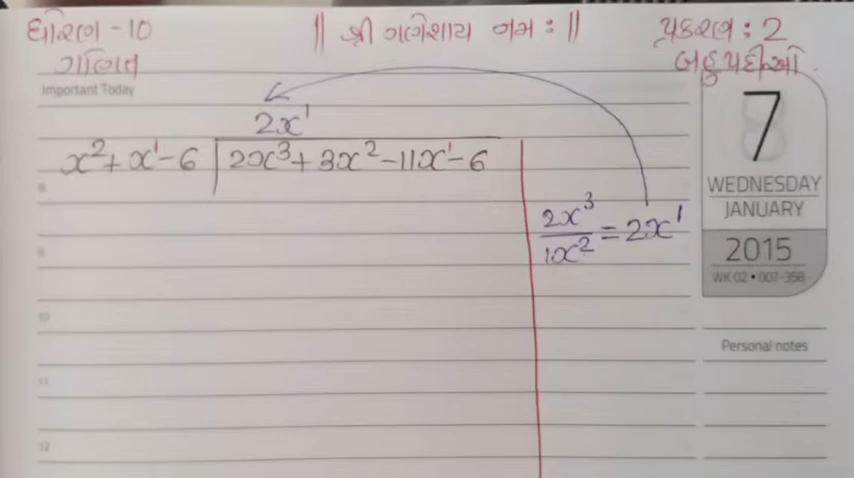 ધોરણ - 10
ગણિત
|| શ્રી ગણેશાય નમઃ ||
પ્રકરણ : 2
બહુપદીઓ.
Important Today
7
WEDNESDAY
JANUARY
2015
WK 02 • 007-358
Personal notes
2x¹
x² + x¹ - 6 | 2x³ + 3x² - 11x¹ - 6
2x³/1x² = 2x¹
8
9
10
11
12